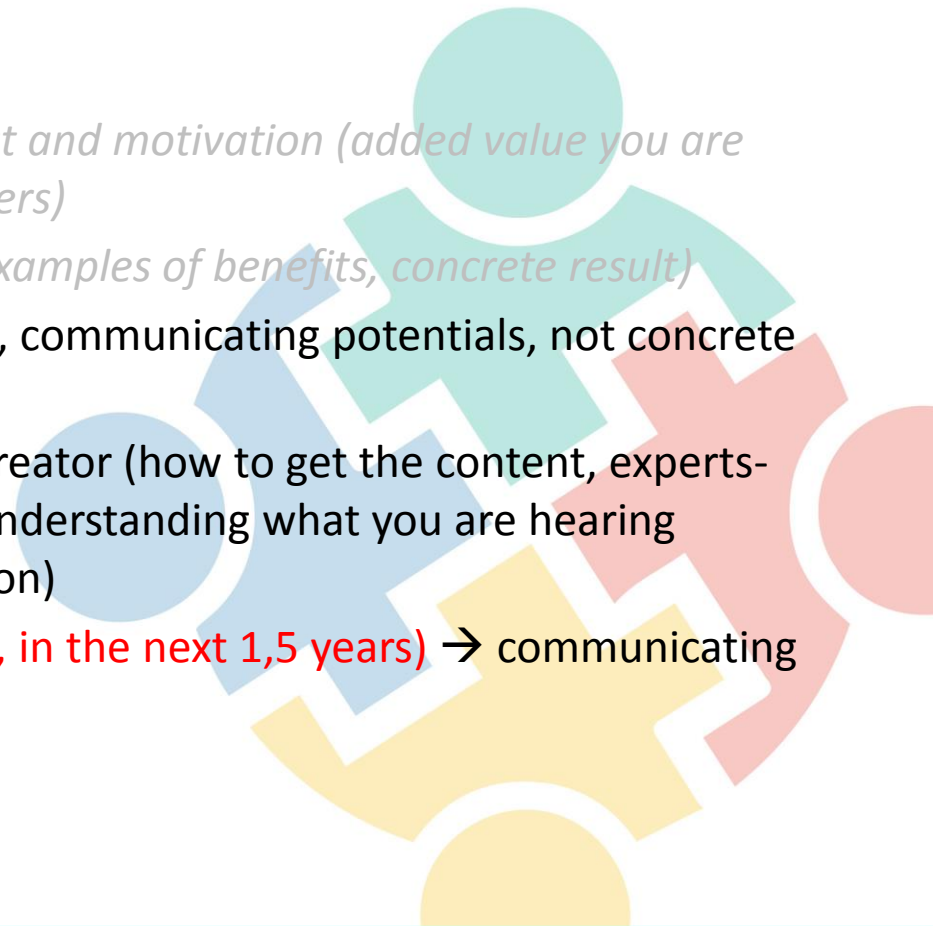 t and motivation (added value you are
ers)
xamples of benefits, concrete result)
, communicating potentials, not concrete
reator (how to get the content, experts-
nderstanding what you are hearing
on)
, in the next 1,5 years) → communicating